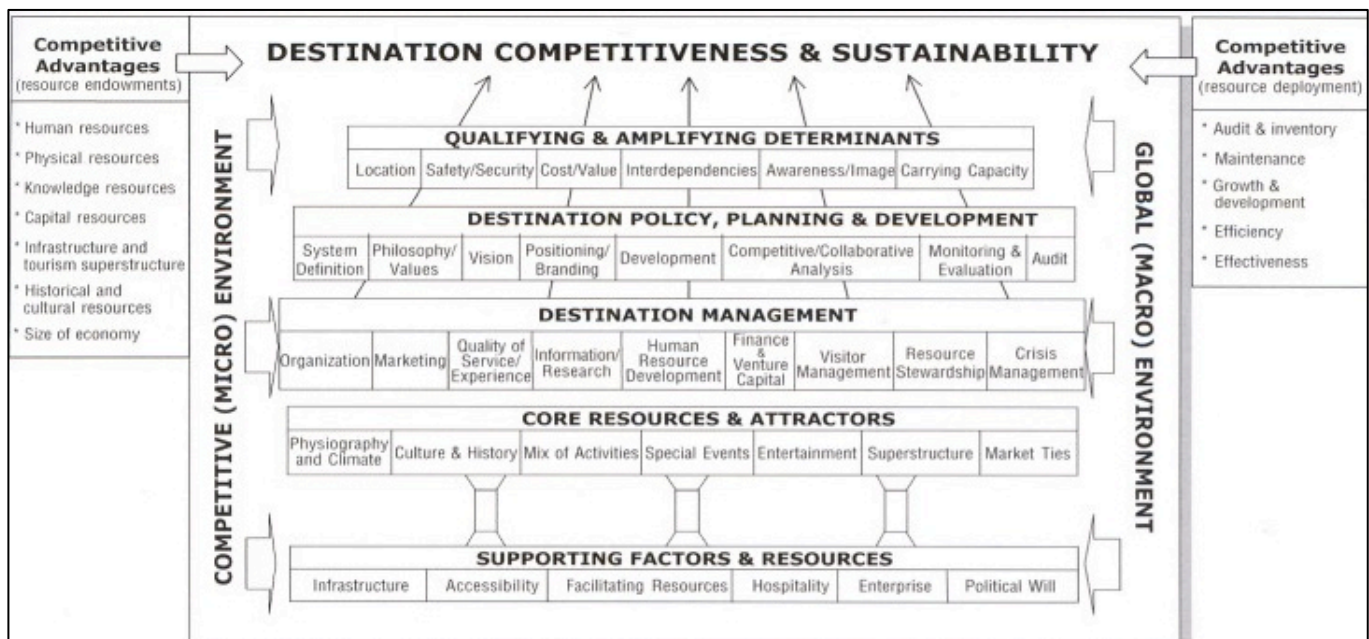 Competitive
Advantages
(resource endowments)
* Human resources
* Physical resources
* Knowledge resources
* Capital resources
* Infrastructure and
tourism superstructure
* Historical and
cultural resources
* Size of economy
COMPETITIVE (MICRO) ENVIRONMENT
DESTINATION COMPETITIVENESS & SUSTAINABILITY
QUALIFYING & AMPLIFYING DETERMINANTS
Location
Safety/Security
Cost/Value
Interdependencies
Awareness/Image
Carrying Capacity
DESTINATION POLICY, PLANNING & DEVELOPMENT
System
Definition
Philosophy/
Values
Vision
Positioning/
Branding
Development
Competitive/Collaborative
Analysis
Monitoring &
Evaluation
Audit
DESTINATION MANAGEMENT
Organization
Marketing
Quality of
Service/
Experience
Information/
Research
Human
Resource
Development
Finance
&
Venture
Capital
Visitor
Management
Resource
Stewardship
Crisis
Management
CORE RESOURCES & ATTRACTORS
Physiography
and Climate
Culture & History
Mix of Activities
Special Events
Entertainment
Superstructure
Market Ties
SUPPORTING FACTORS & RESOURCES
Infrastructure
Accessibility
Facilitating Resources
Hospitality
Enterprise
Political Will
GLOBAL (MACRO) ENVIRONMENT
Competitive
Advantages
(resource deployment)
* Audit & inventory
* Maintenance
* Growth &
development
* Efficiency
* Effectiveness